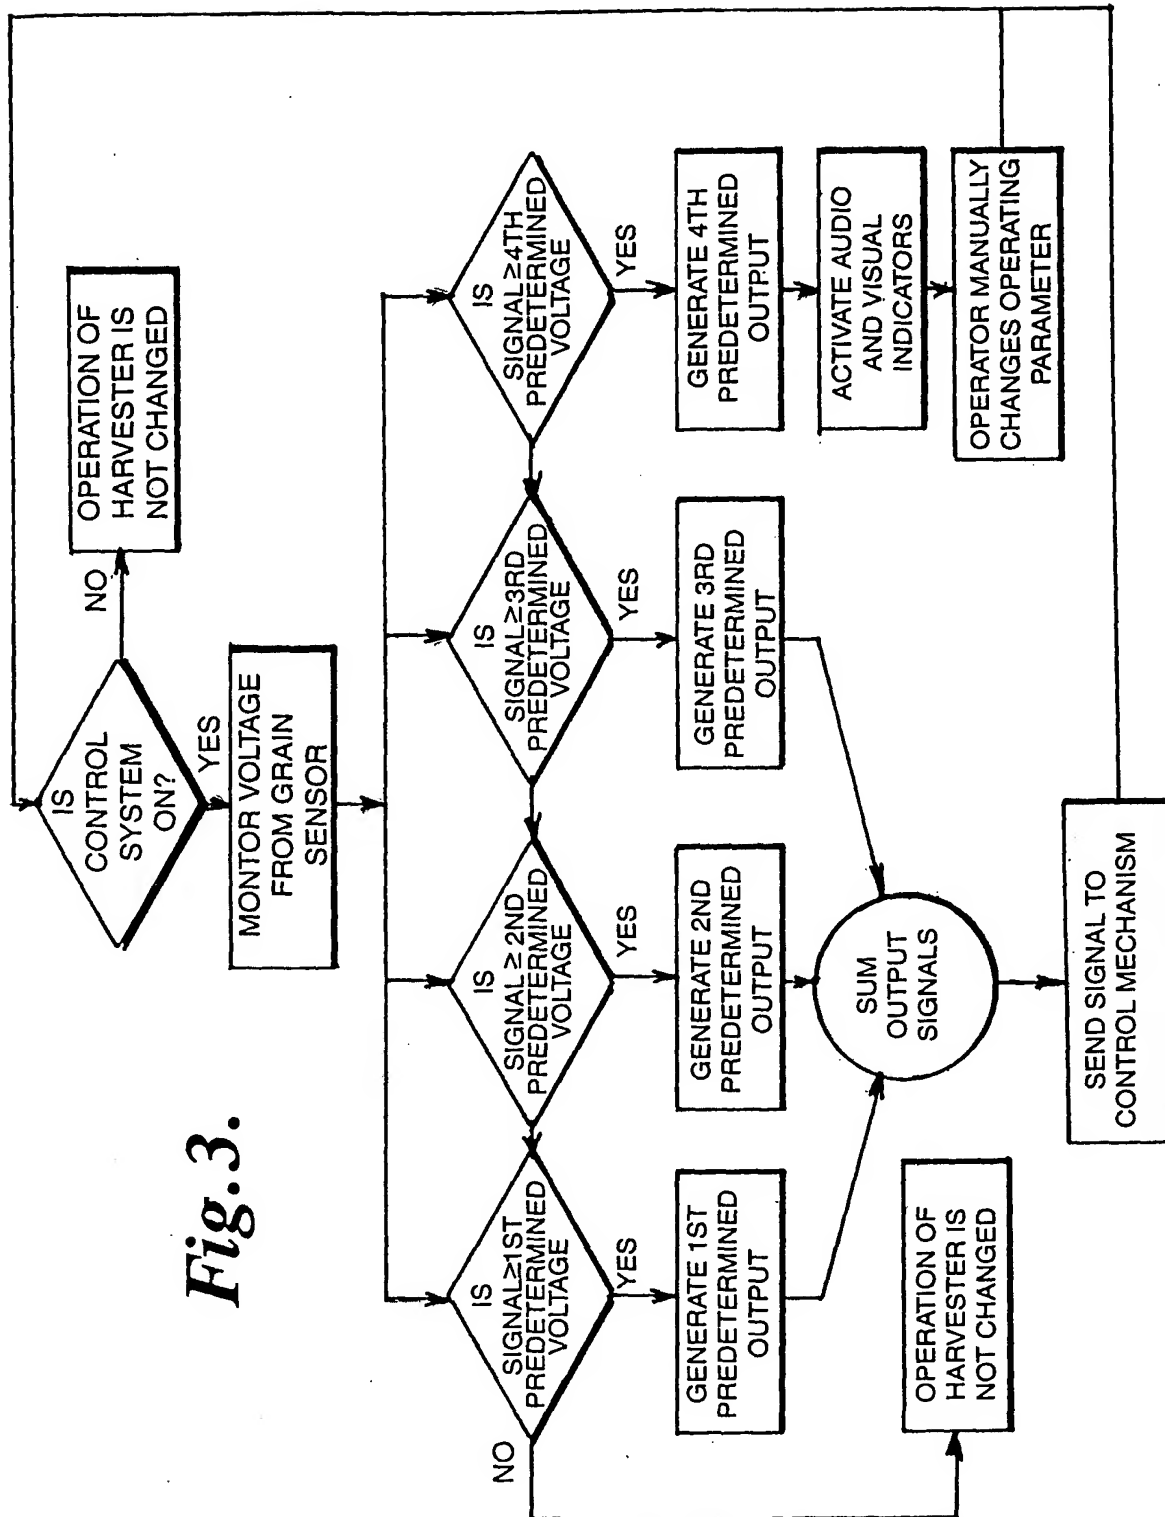 Fig.3.
IS
CONTROL
SYSTEM
ON?
NO
OPERATION OF
HARVESTER IS
NOT CHANGED
YES
MONTOR VOLTAGE
FROM GRAIN
SENSOR
IS
SIGNAL≥1ST
PREDETERMINED
VOLTAGE
IS
SIGNAL≥ 2ND
PREDETERMINED
VOLTAGE
IS
SIGNAL≥3RD
PREDETERMINED
VOLTAGE
IS
SIGNAL≥4TH
PREDETERMINED
VOLTAGE
NO
YES
YES
YES
YES
GENERATE 1ST
PREDETERMINED
OUTPUT
GENERATE 2ND
PREDETERMINED
OUTPUT
GENERATE 3RD
PREDETERMINED
OUTPUT
GENERATE 4TH
PREDETERMINED
OUTPUT
SUM
OUTPUT
SIGNALS
ACTIVATE AUDIO
AND VISUAL
INDICATORS
OPERATION OF
HARVESTER IS
NOT CHANGED
OPERATOR MANUALLY
CHANGES OPERATING
PARAMETER
SEND SIGNAL TO
CONTROL MECHANISM